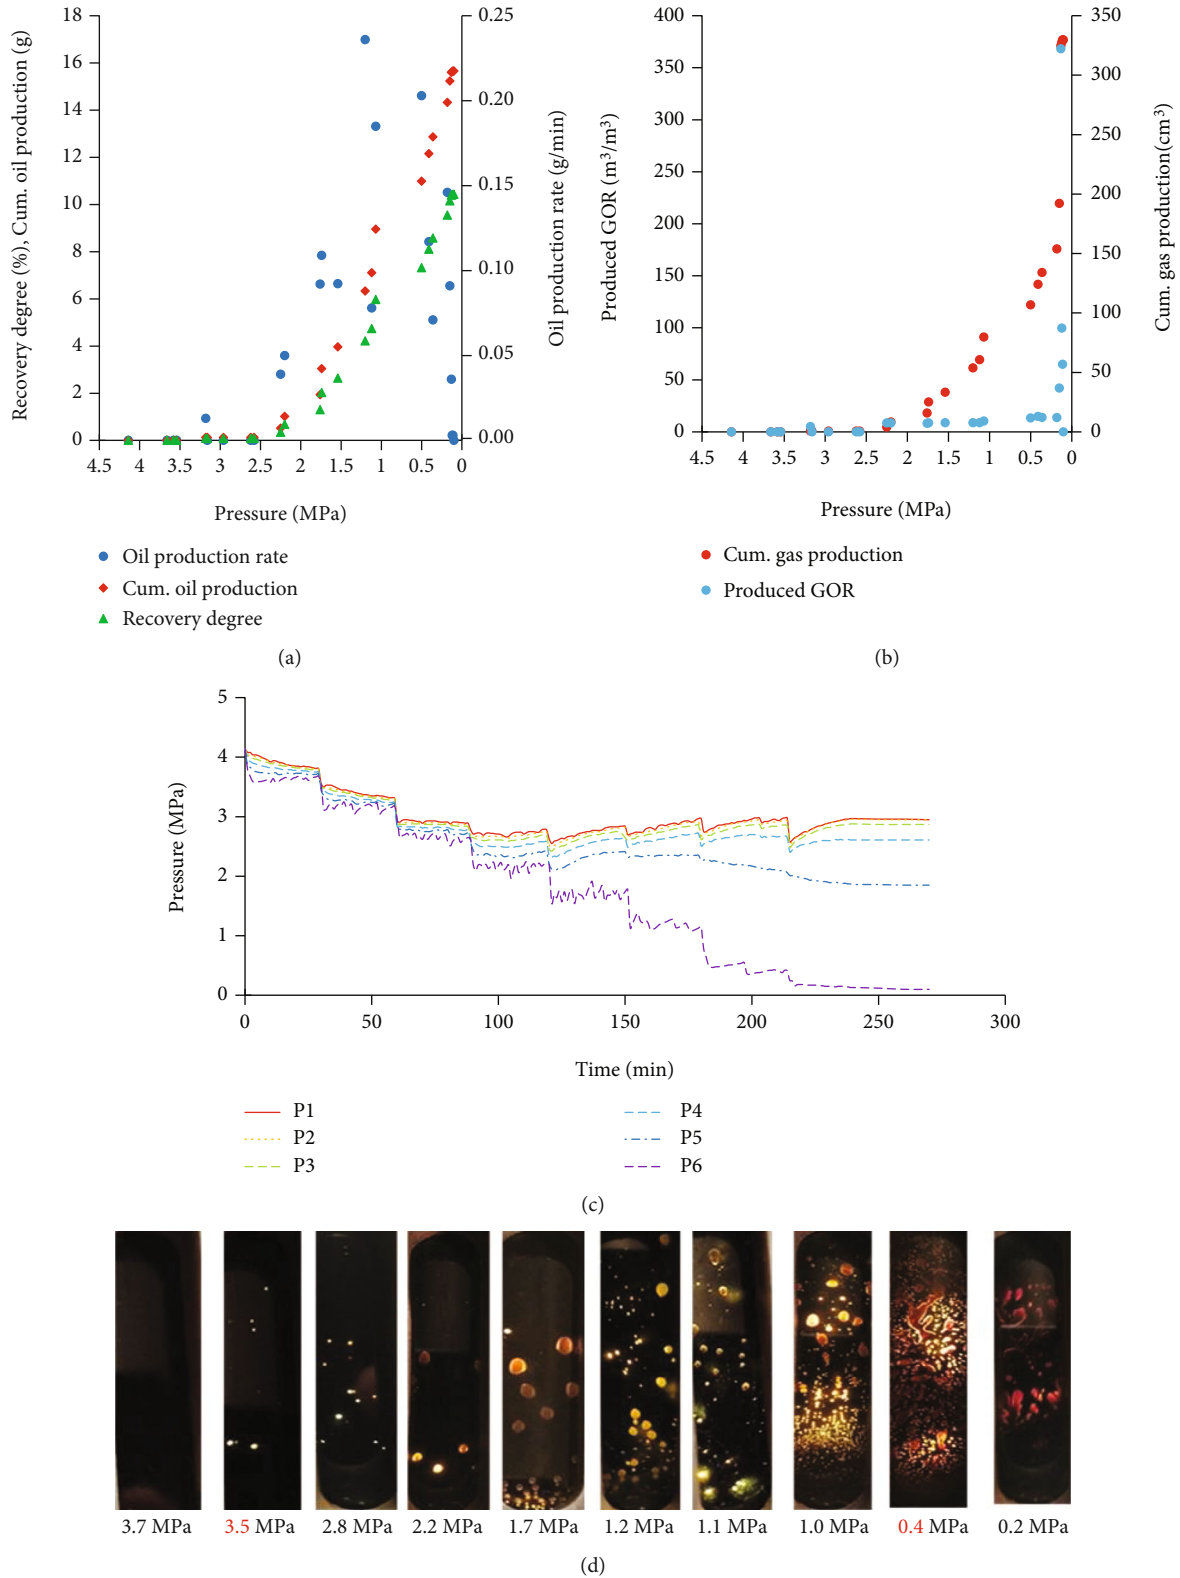 18
16
14
12
10
8
6
4
2
0
Recovery degree (%), Cum. oil production (g)
0.25
0.20
0.15
0.10
0.05
0.00
Oil production rate (g/min)
4.5 4 3.5 3 2.5 2 1.5 1 0.5 0
Pressure (MPa)
Oil production rate
Cum. oil production
Recovery degree
(a)
400
350
300
250
200
150
100
50
0
Produced GOR (m³/m³)
350
300
250
200
150
100
50
0
Cum. gas production(cm³)
4.5 4 3.5 3 2.5 2 1.5 1 0.5 0
Pressure (MPa)
Cum. gas production
Produced GOR
(b)
5
4
3
2
1
0
Pressure (MPa)
0 50 100 150 200 250 300
Time (min)
P1 P4
P2 P5
P3 P6
(c)
3.7 MPa 3.5 MPa 2.8 MPa 2.2 MPa 1.7 MPa 1.2 MPa 1.1 MPa 1.0 MPa 0.4 MPa 0.2 MPa
(d)